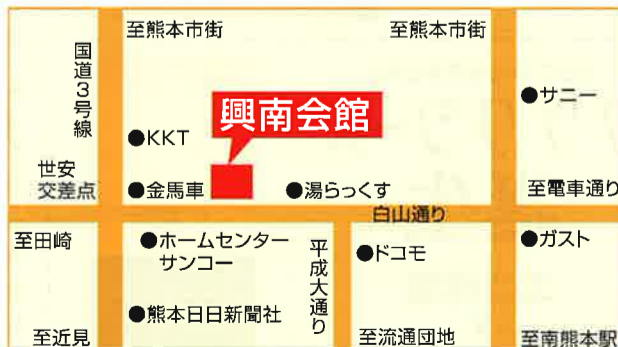 至熊本市街
至熊本市街
国道3号線
●サニー
興南会館
●KKT
世安
交差点
●金馬車
●湯らっくす
至電車通り
白山通り
至田崎
●ホームセンター
サンコー
平成大通り
●ドコモ
●ガスト
●熊本日日新聞社
至近見
至流通団地
至南熊本駅